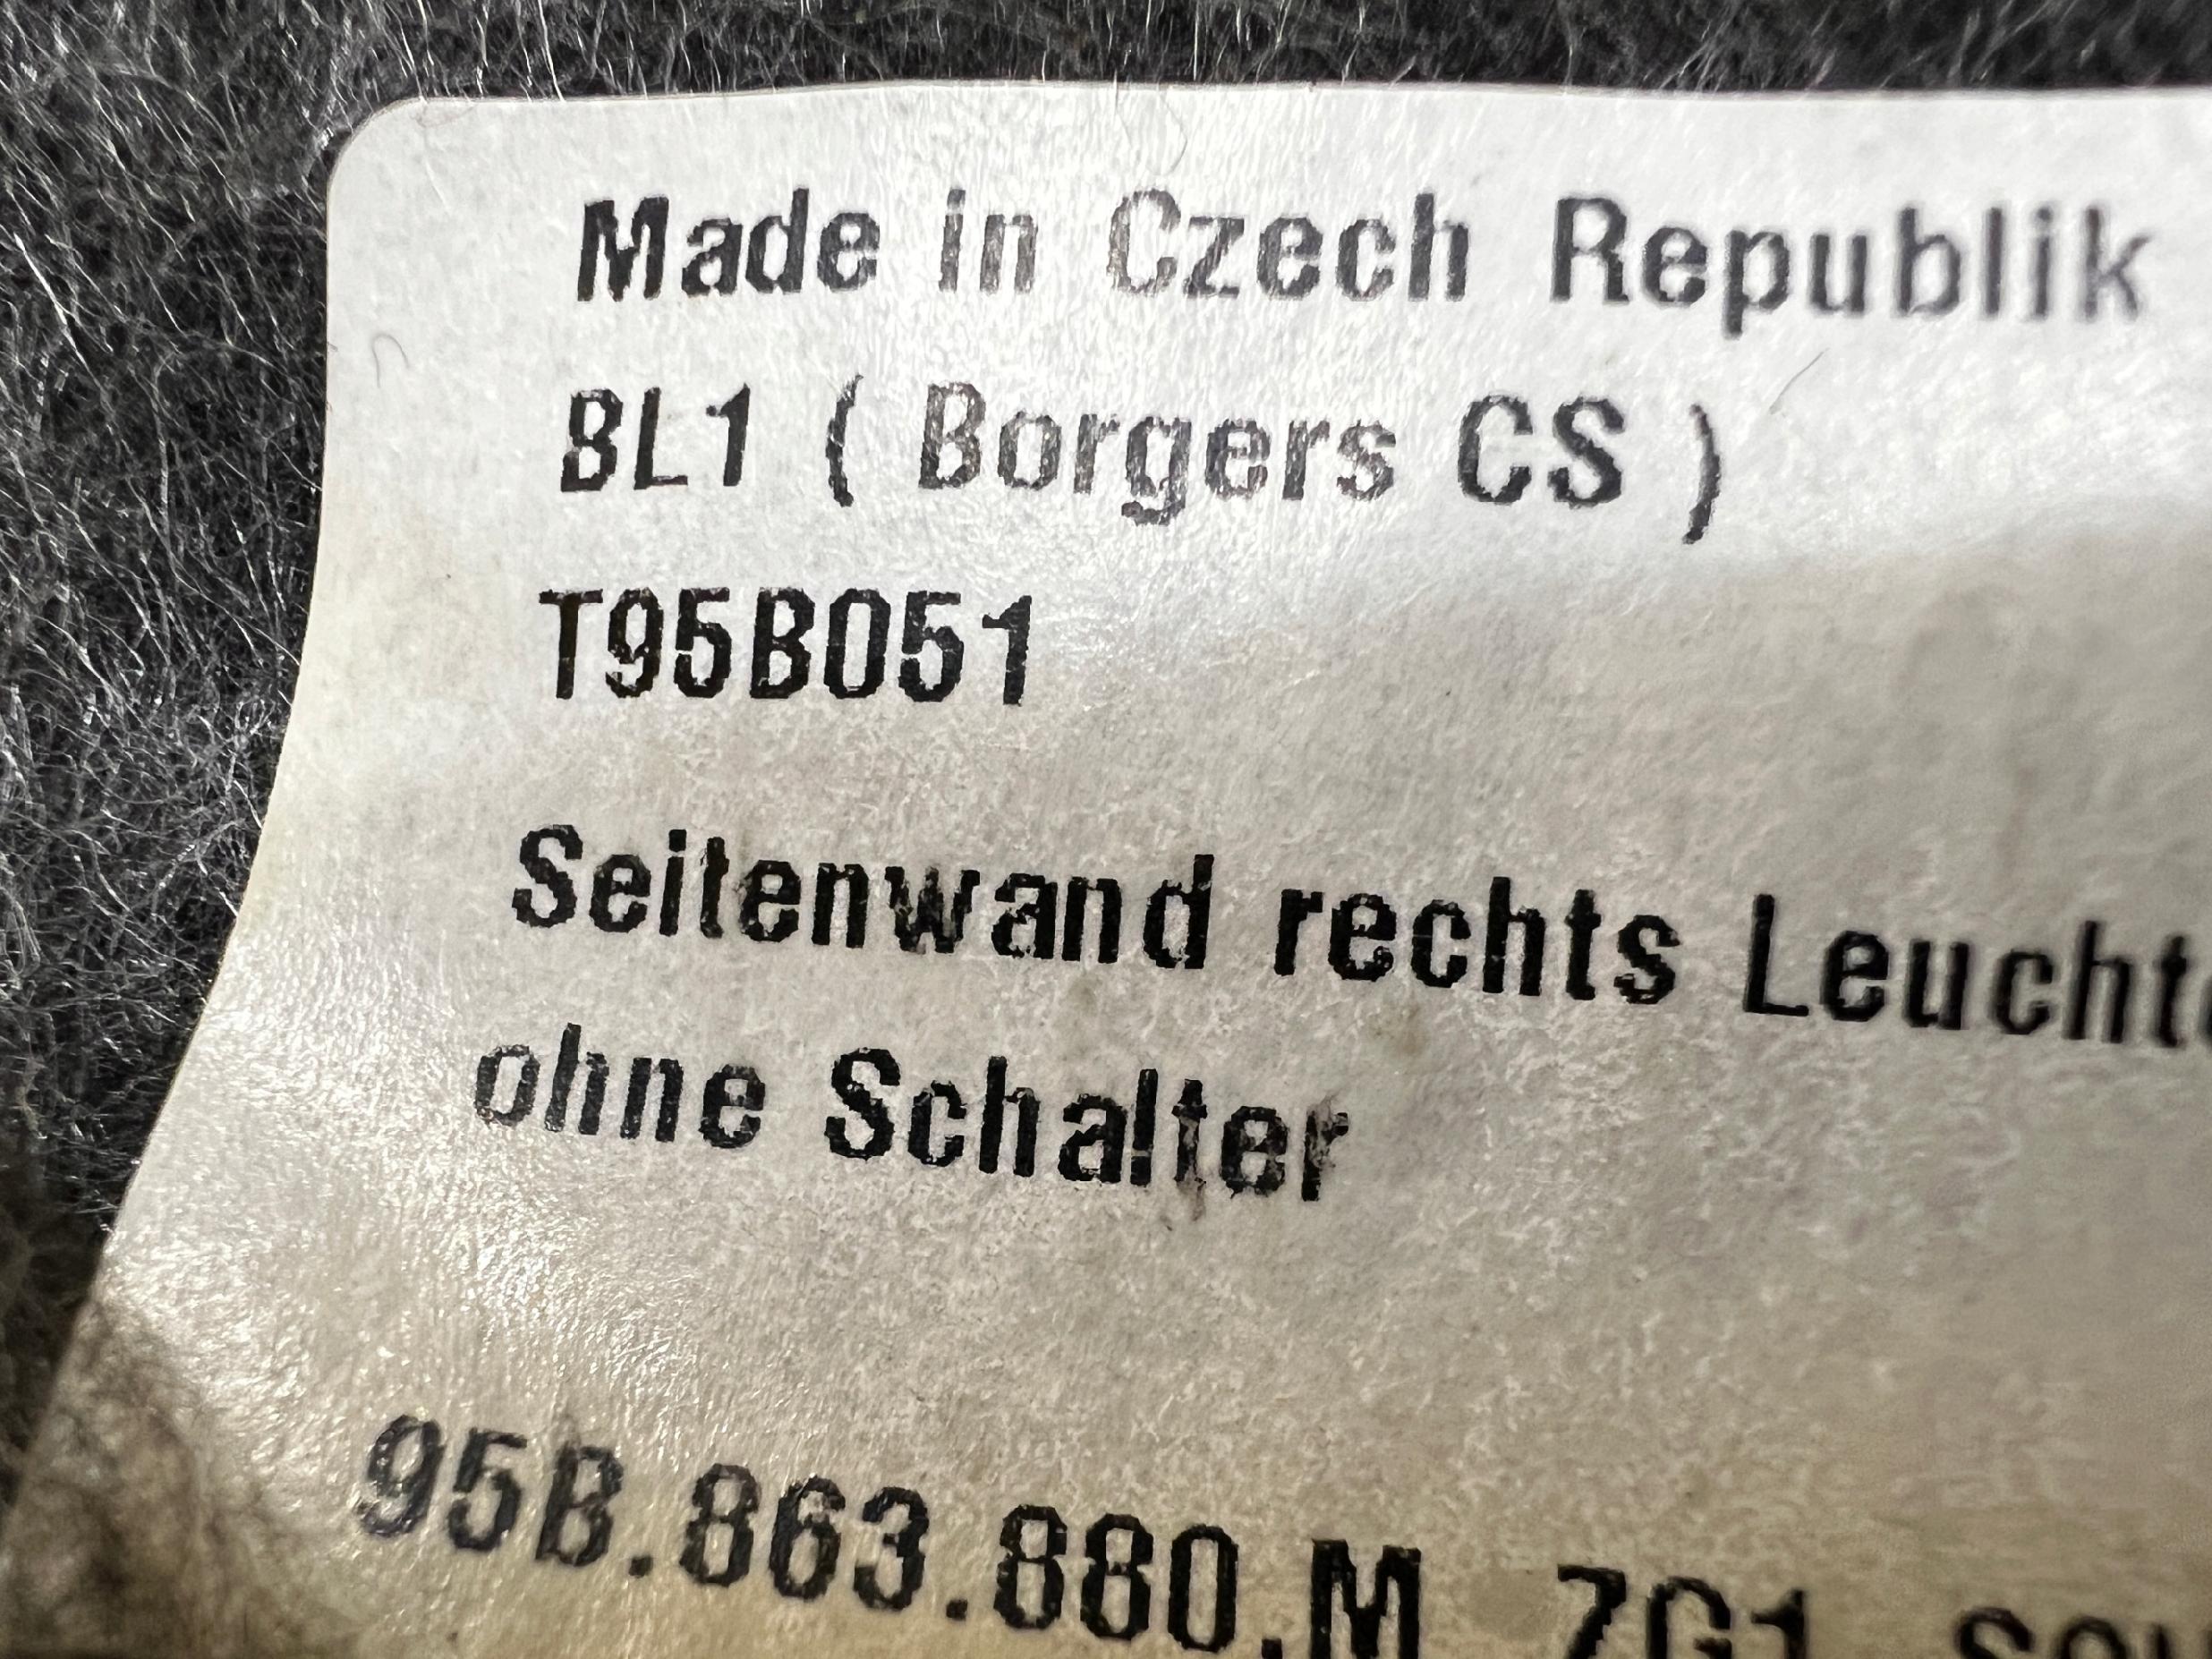 Made in Czech Republik
BL1 ( Borgers CS )
T95B051
Seitenwand rechts
ohne Schalter
95B.863.880.M